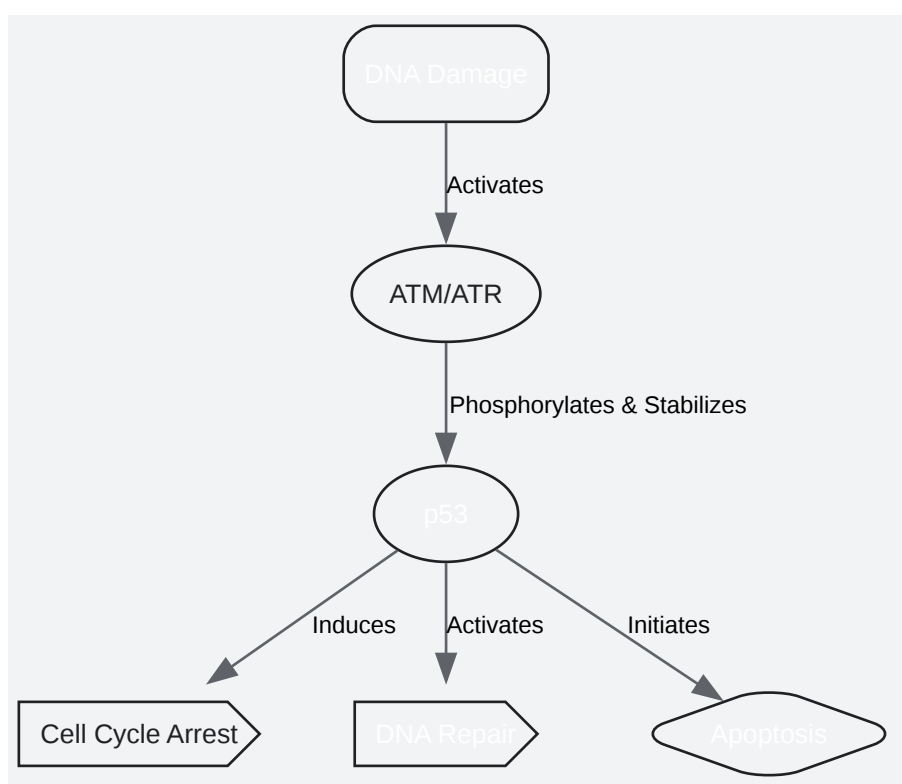 DNA Damage
Activates
ATM/ATR
Phosphorylates & Stabilizes
p53
Induces
Activates
Initiates
Cell Cycle Arrest
DNA Repair
Apoptosis